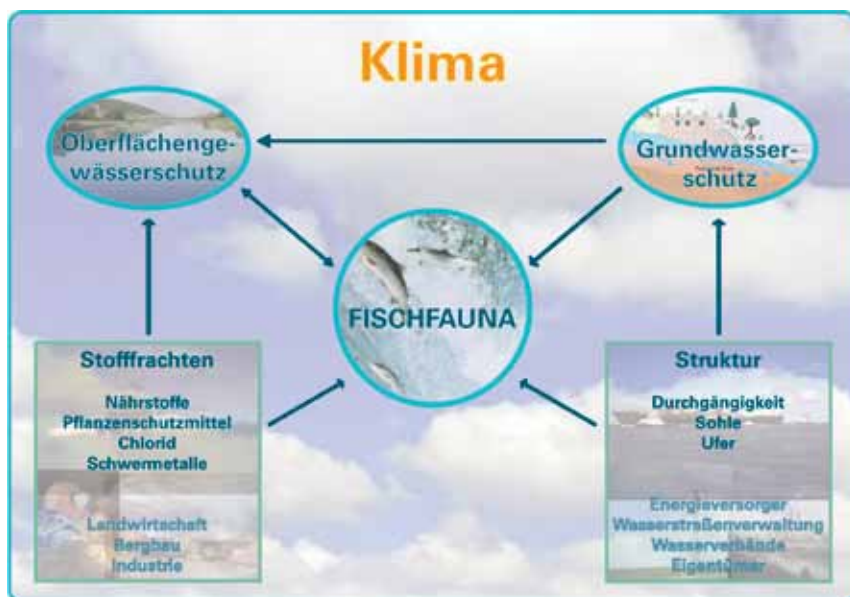 Klima
Oberflächenge-
wässerschutz
Grundwasser-
schutz
FISCHFAUNA
Stofffrachten
Nährstoffe
Pflanzenschutzmittel
Chlorid
Schwermetalle
Landwirtschaft
Bergbau
Industrie
Struktur
Durchgängigkeit
Sohle
Ufer
Energieversorger
Wasserstraßenverwaltung
Wasserverbände
Eigentümer